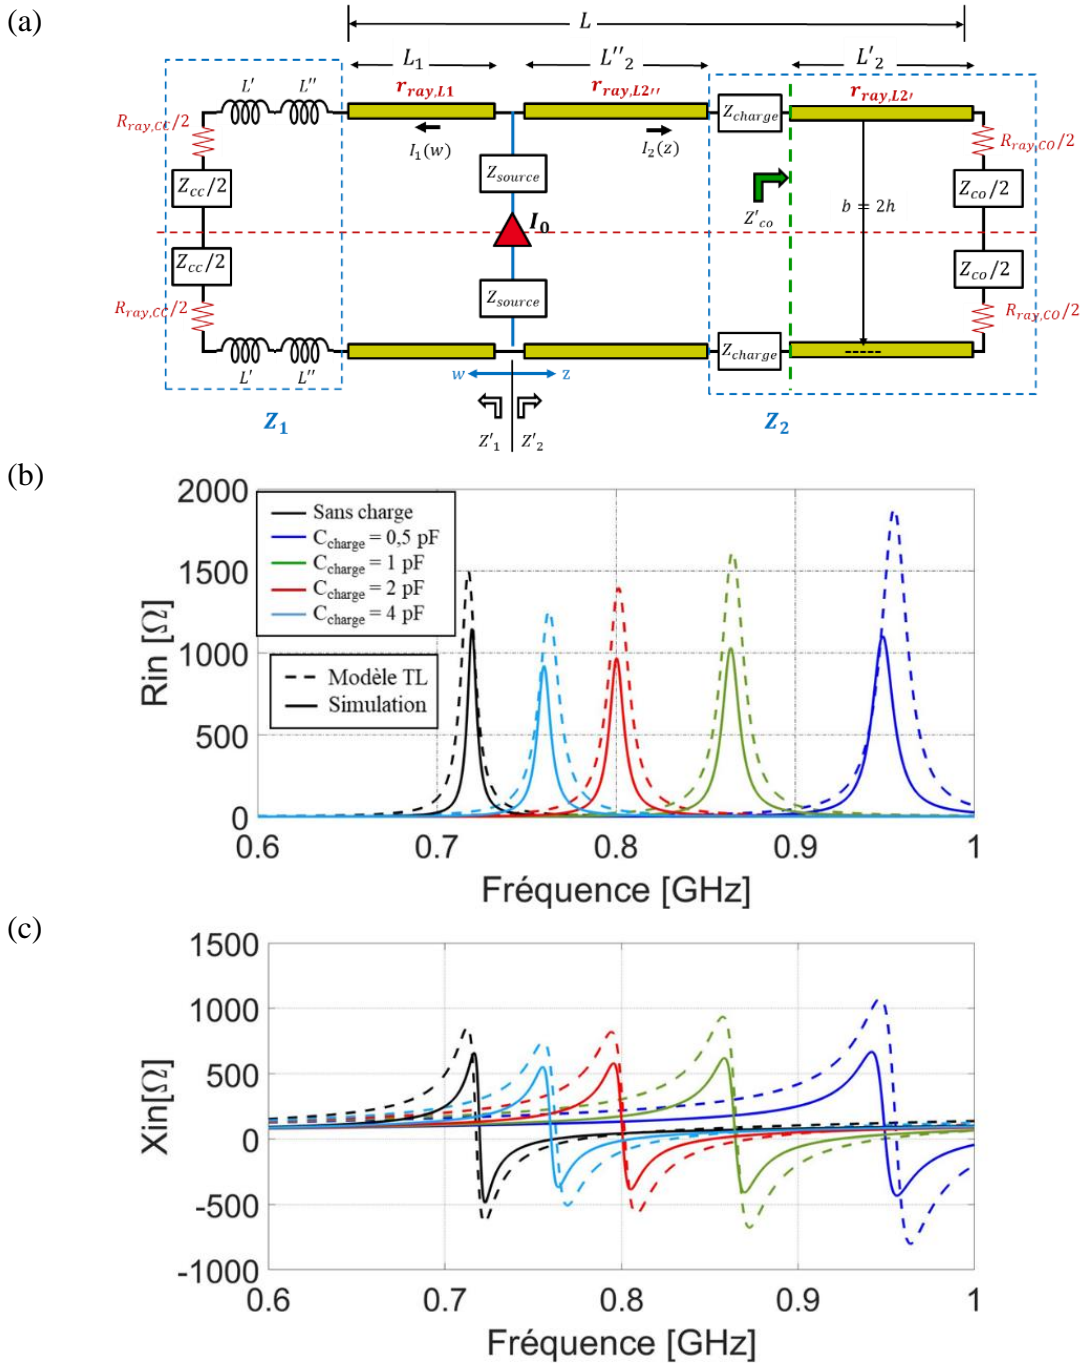 (a)
L
L₁ L''₂ L'₂
L' L'' r_ray,L1 r_ray,L2'' r_ray,L2'
R_ray,CC/2 Z_charge R_ray,CO/2
I₁(w) I₂(z)
Z_cc/2 Z_source Z_co/2
Z'_co b = 2h
I₀
Z_cc/2 Z_source Z_co/2
R_ray,CC/2 R_ray,CO/2
Z_charge -----
L' L''
w z
Z₁ Z'₁ Z'₂ Z₂
(b)
2000
1500
1000
500
0
Rin [Ω]
Sans charge
C_charge = 0,5 pF
C_charge = 1 pF
C_charge = 2 pF
C_charge = 4 pF
Modèle TL
Simulation
0.6 0.7 0.8 0.9 1
Fréquence [GHz]
(c)
1500
1000
500
0
-500
-1000
Xin[Ω]
0.6 0.7 0.8 0.9 1
Fréquence [GHz]